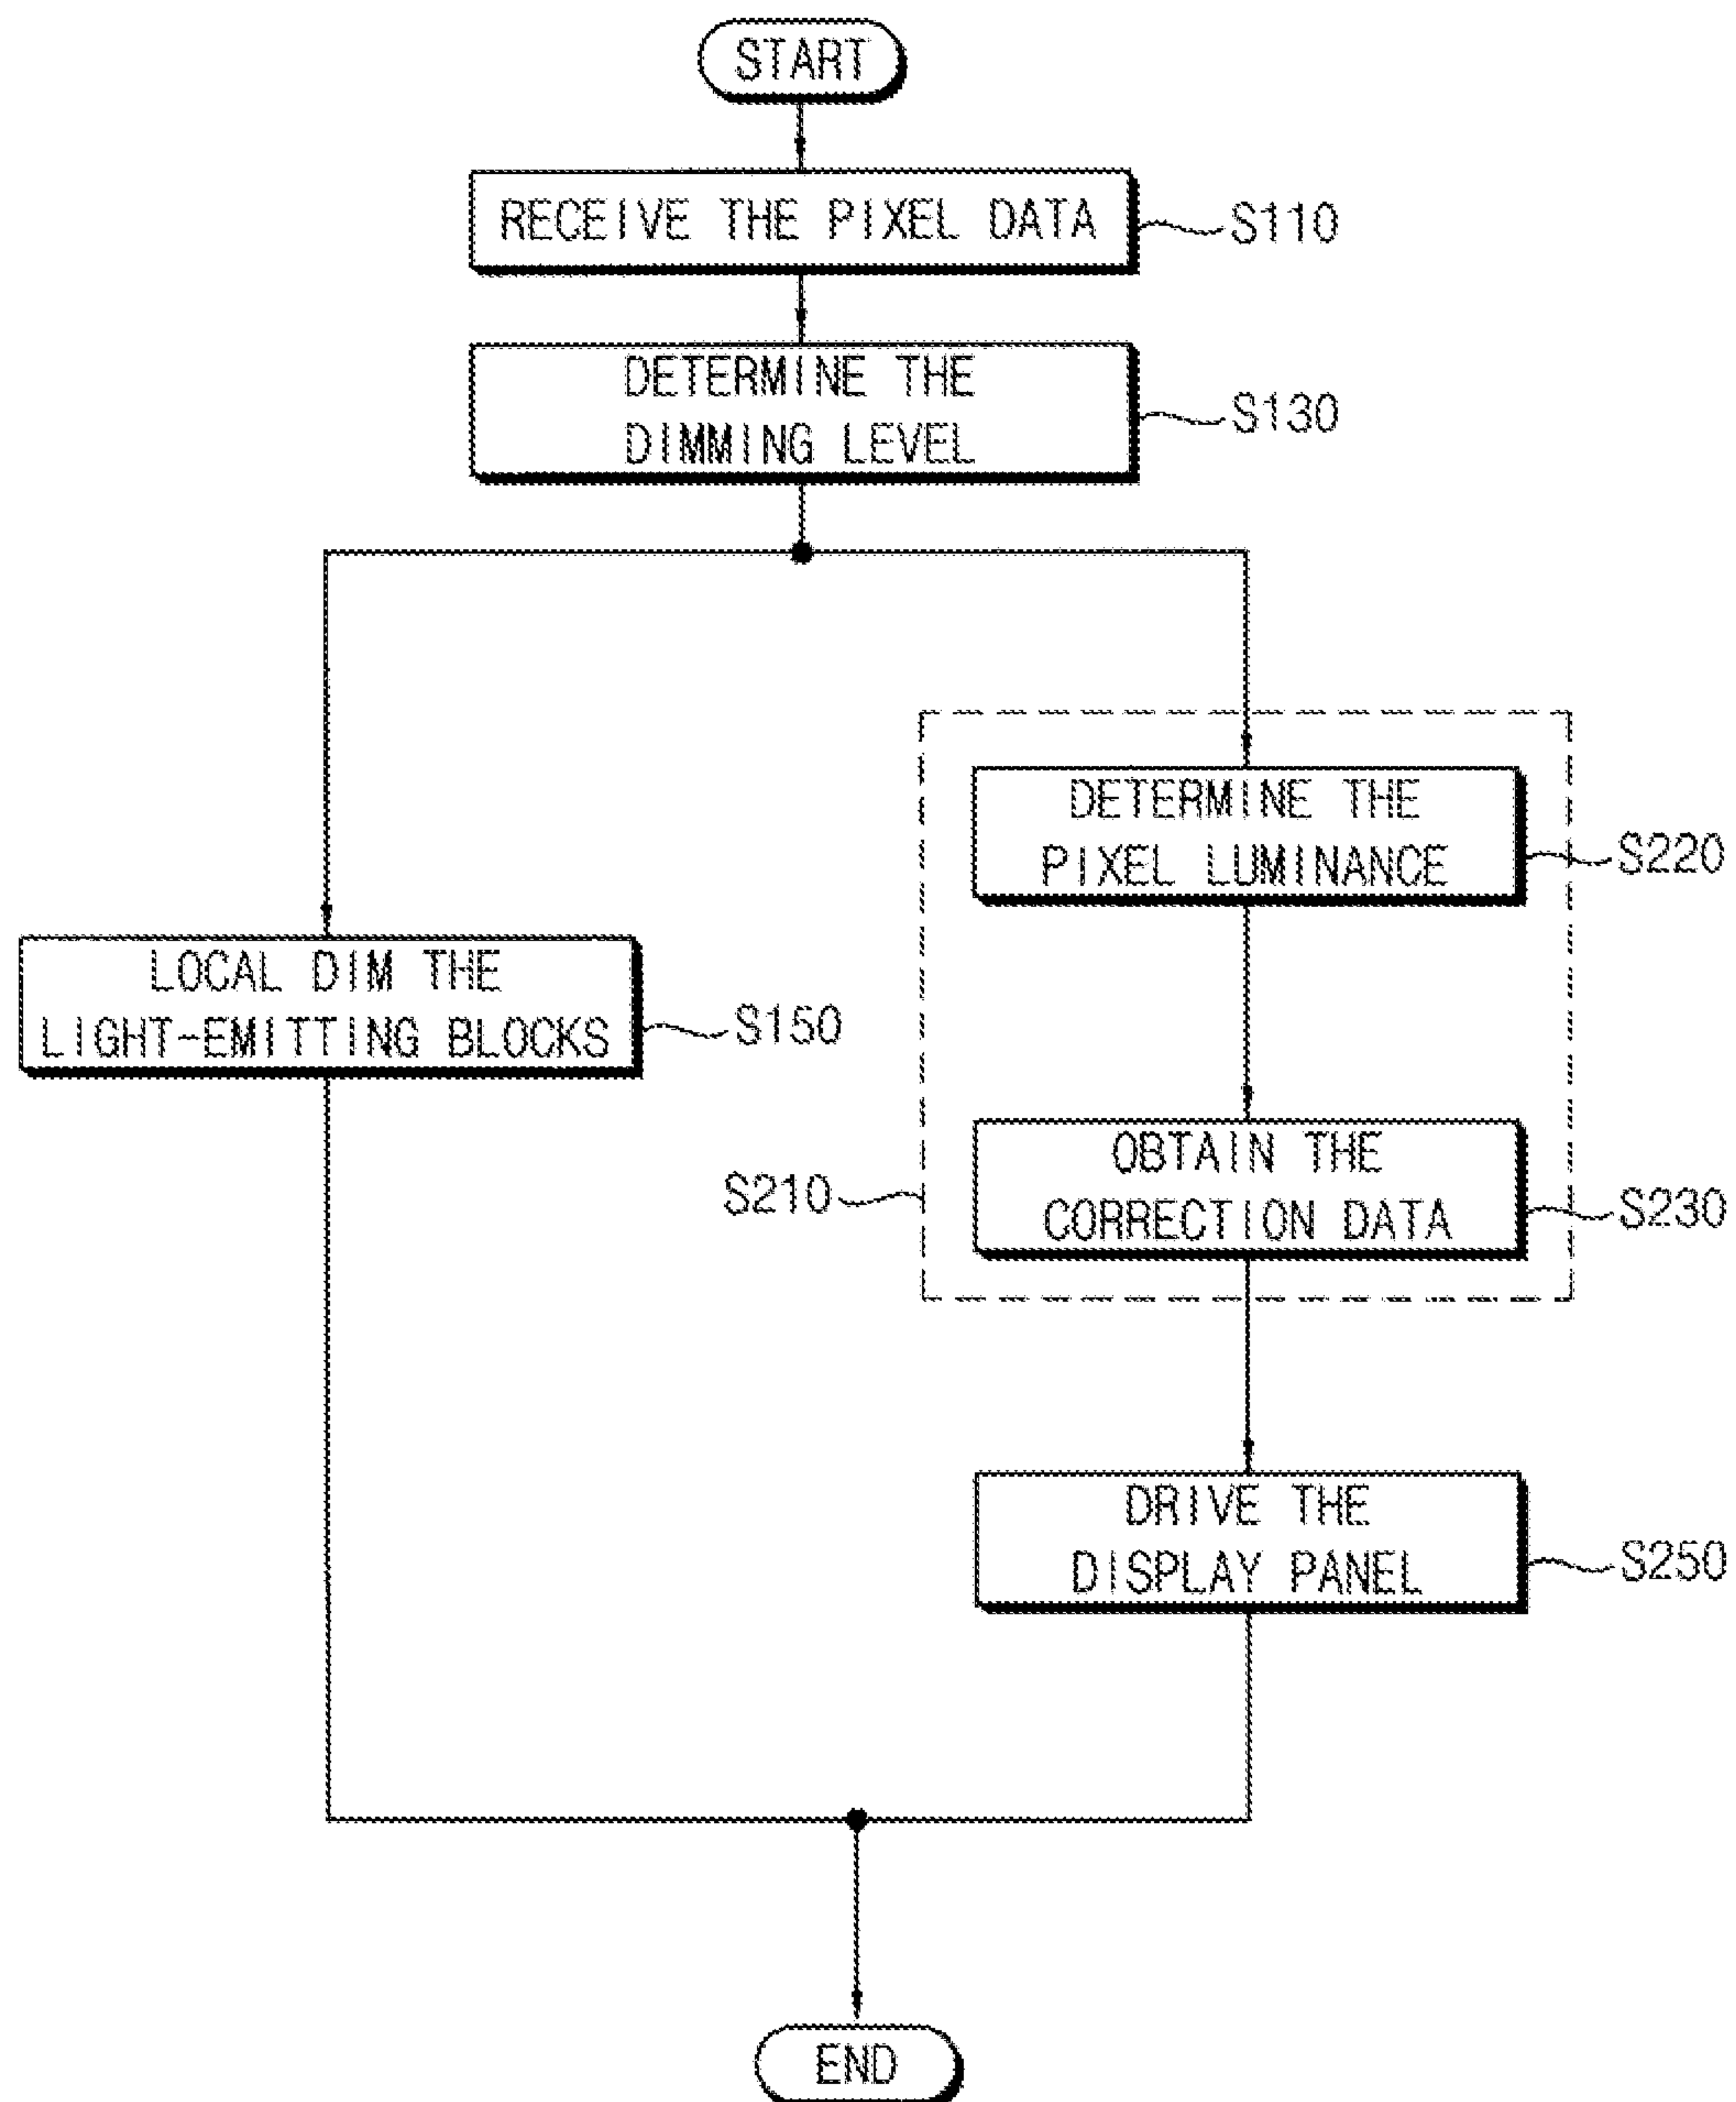 START
RECEIVE THE PIXEL DATA
S110
DETERMINE THE
DIMMING LEVEL
S130
DETERMINE THE
PIXEL LUMINANCE
S220
LOCAL DIM THE
LIGHT-EMITTING BLOCKS
S150
OBTAIN THE
CORRECTION DATA
S210
S230
DRIVE THE
DISPLAY PANEL
S250
END